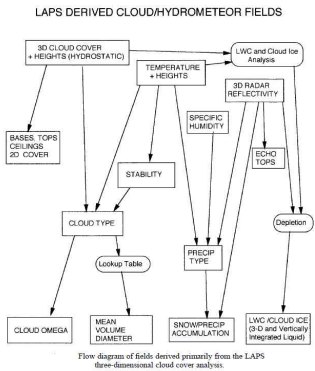 LAPS DERIVED CLOUD/HYDROMETEOR FIELDS
3D CLOUD COVER
+ HEIGHTS (HYDROSTATIC)
LWC and Cloud Ice
Analysis
TEMPERATURE
+ HEIGHTS
3D RADAR
REFLECTIVITY
SPECIFIC
HUMIDITY
BASES, TOPS
CEILINGS
2D COVER
ECHO
TOPS
STABILITY
CLOUD TYPE
Depletion
PRECIP
TYPE
Lookup Table
CLOUD OMEGA
MEAN
VOLUME
DIAMETER
SNOW/PRECIP
ACCUMULATION
LWC /CLOUD ICE
(3-D and Vertically
Integrated Liquid)
Flow diagram of fields derived primarily from the LAPS
three-dimensional cloud cover analysis.